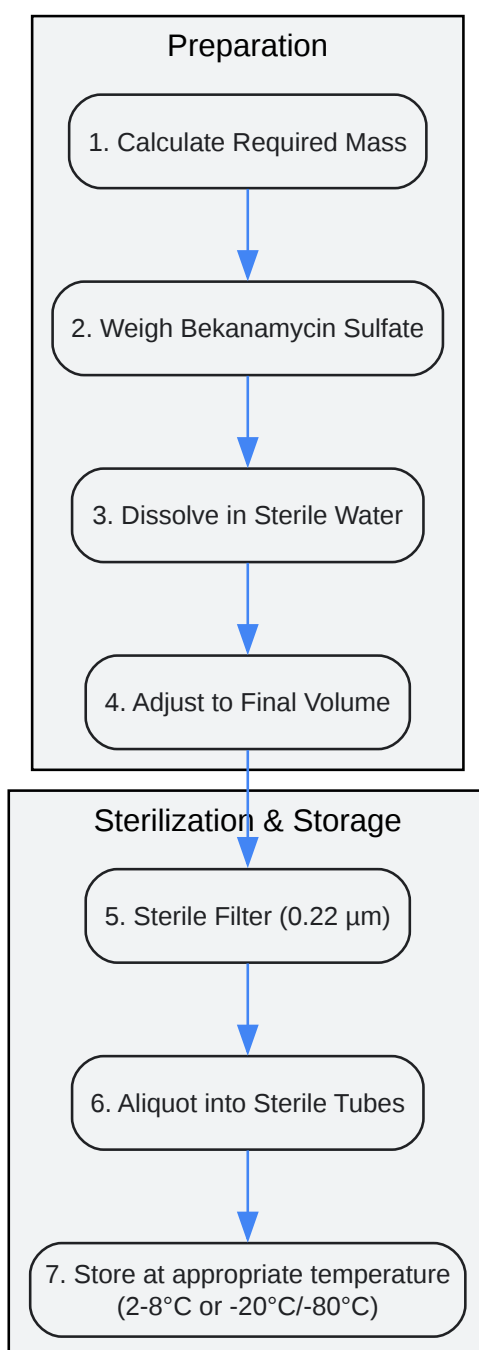 Preparation
1. Calculate Required Mass
2. Weigh Bekanamycin Sulfate
3. Dissolve in Sterile Water
4. Adjust to Final Volume
Sterilization & Storage
5. Sterile Filter (0.22 µm)
6. Aliquot into Sterile Tubes
7. Store at appropriate temperature
(2-8°C or -20°C/-80°C)